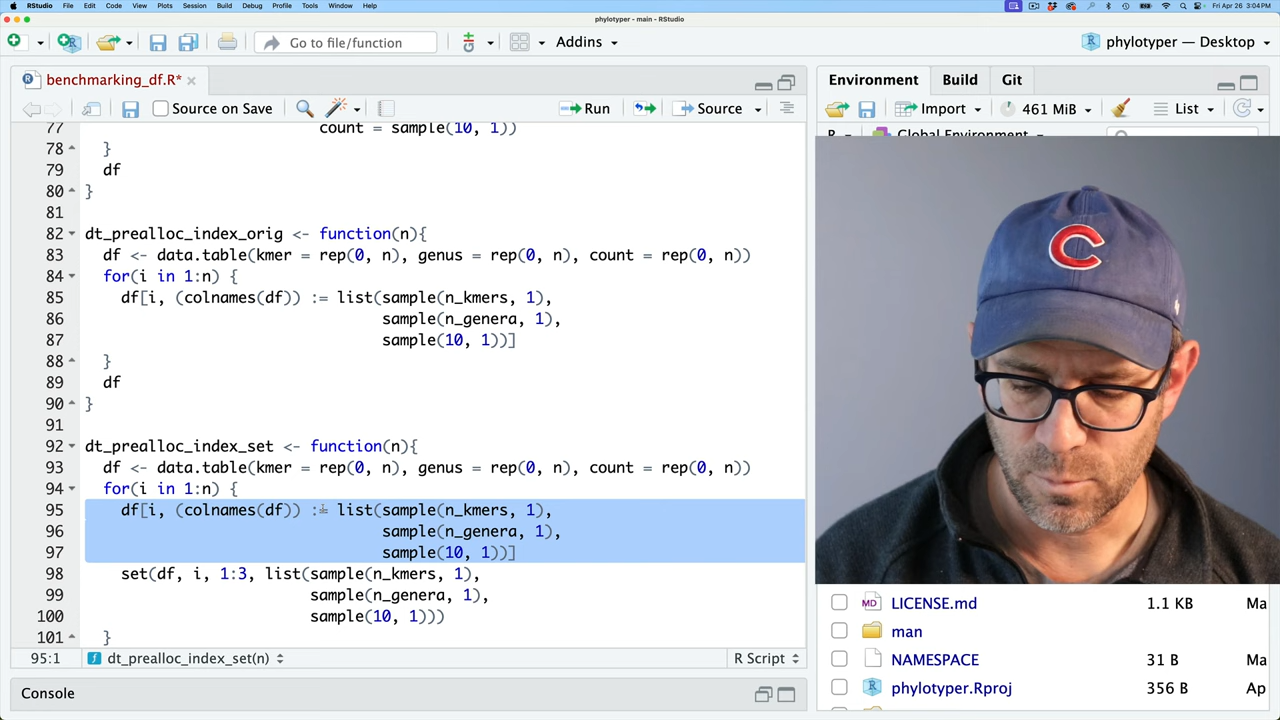 RStudio File Edit Code View Plots Session Build Debug Profile Tools Window Help Fri Apr 26 3:04 PM
phylotyper - main - RStudio
Go to file/function Addins phylotyper — Desktop
benchmarking_df.R* Environment Build Git
Source on Save Run Source Import 461 MiB List
R Global Environment
77 count = sample(10, 1))
78 }
79 df
80 }
81
82 dt_prealloc_index_orig <- function(n){
83 df <- data.table(kmer = rep(0, n), genus = rep(0, n), count = rep(0, n))
84 for(i in 1:n) {
85 df[i, (colnames(df)) := list(sample(n_kmers, 1),
86 sample(n_genera, 1),
87 sample(10, 1))]
88 }
89 df
90 }
91
92 dt_prealloc_index_set <- function(n){
93 df <- data.table(kmer = rep(0, n), genus = rep(0, n), count = rep(0, n))
94 for(i in 1:n) {
95 df[i, (colnames(df)) := list(sample(n_kmers, 1),
96 sample(n_genera, 1),
97 sample(10, 1))]
98 set(df, i, 1:3, list(sample(n_kmers, 1),
99 sample(n_genera, 1),
100 sample(10, 1)))
101 }
95:1 dt_prealloc_index_set(n) R Script
Console
C
LICENSE.md 1.1 KB Ma
man
NAMESPACE 31 B Ma
phylotyper.Rproj 356 B Ap